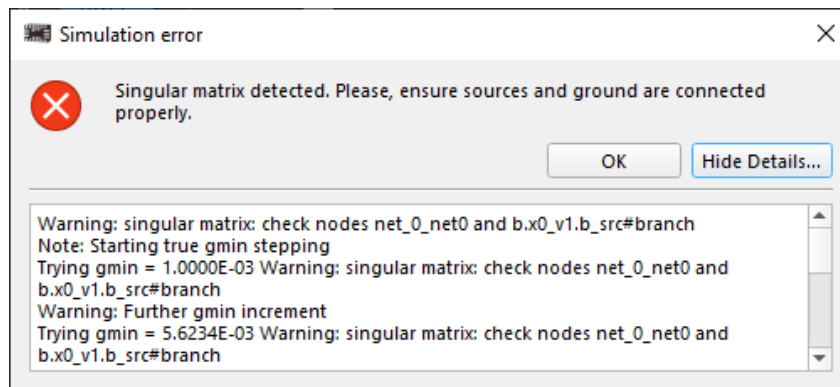 Simulation error
Singular matrix detected. Please, ensure sources and ground are connected
properly.
OK
Hide Details...
Warning: singular matrix: check nodes net_0_net0 and b.x0_v1.b_src#branch
Note: Starting true gmin stepping
Trying gmin = 1.0000E-03 Warning: singular matrix: check nodes net_0_net0 and
b.x0_v1.b_src#branch
Warning: Further gmin increment
Trying gmin = 5.6234E-03 Warning: singular matrix: check nodes net_0_net0 and
b.x0_v1.b_src#branch